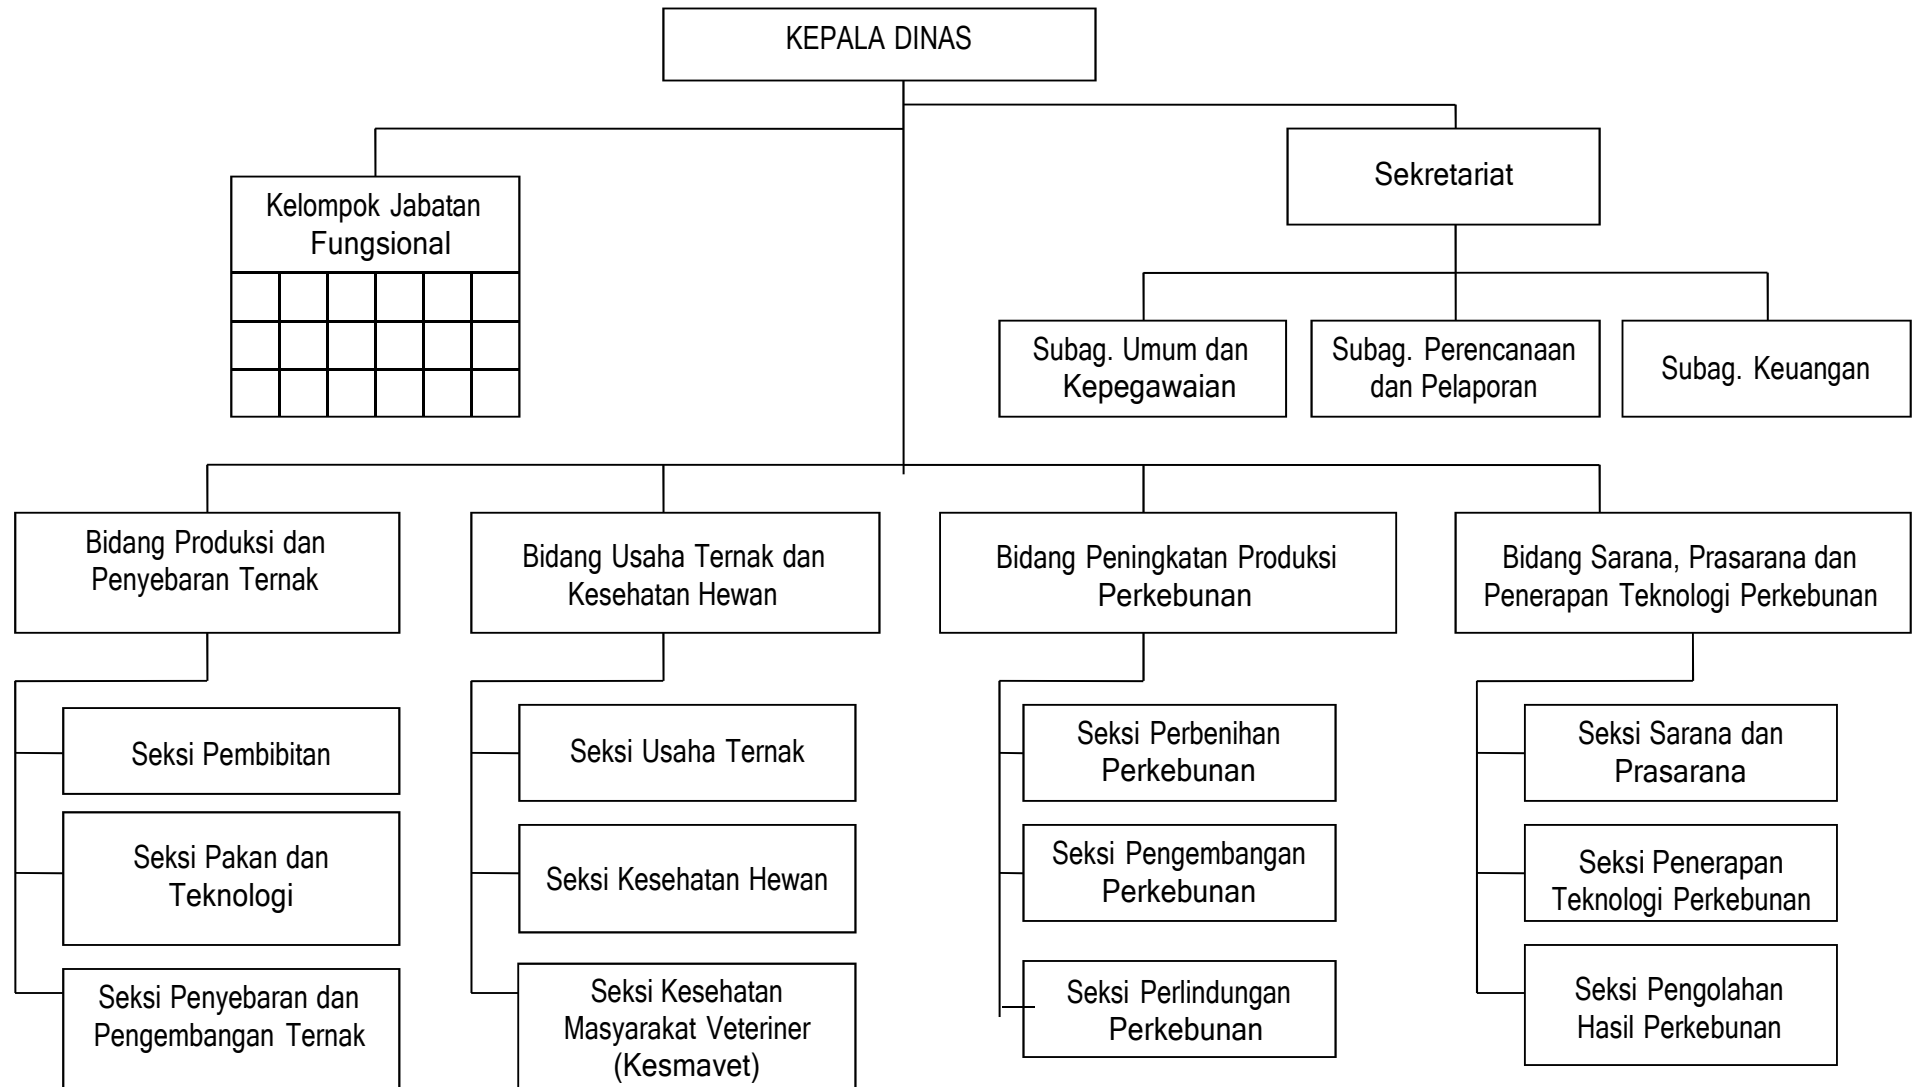 KEPALA DINAS
Sekretariat
Kelompok Jabatan
Fungsional
Subag. Umum dan
Kepegawaian
Subag. Perencanaan
dan Pelaporan
Subag. Keuangan
Bidang Produksi dan
Penyebaran Ternak
Bidang Usaha Ternak dan
Kesehatan Hewan
Bidang Peningkatan Produksi
Perkebunan
Bidang Sarana, Prasarana dan
Penerapan Teknologi Perkebunan
Seksi Pembibitan
Seksi Pakan dan
Teknologi
Seksi Penyebaran dan
Pengembangan Ternak
Seksi Usaha Ternak
Seksi Kesehatan Hewan
Seksi Kesehatan
Masyarakat Veteriner
(Kesmavet)
Seksi Perbenihan
Perkebunan
Seksi Pengembangan
Perkebunan
Seksi Perlindungan
Perkebunan
Seksi Sarana dan
Prasarana
Seksi Penerapan
Teknologi Perkebunan
Seksi Pengolahan
Hasil Perkebunan